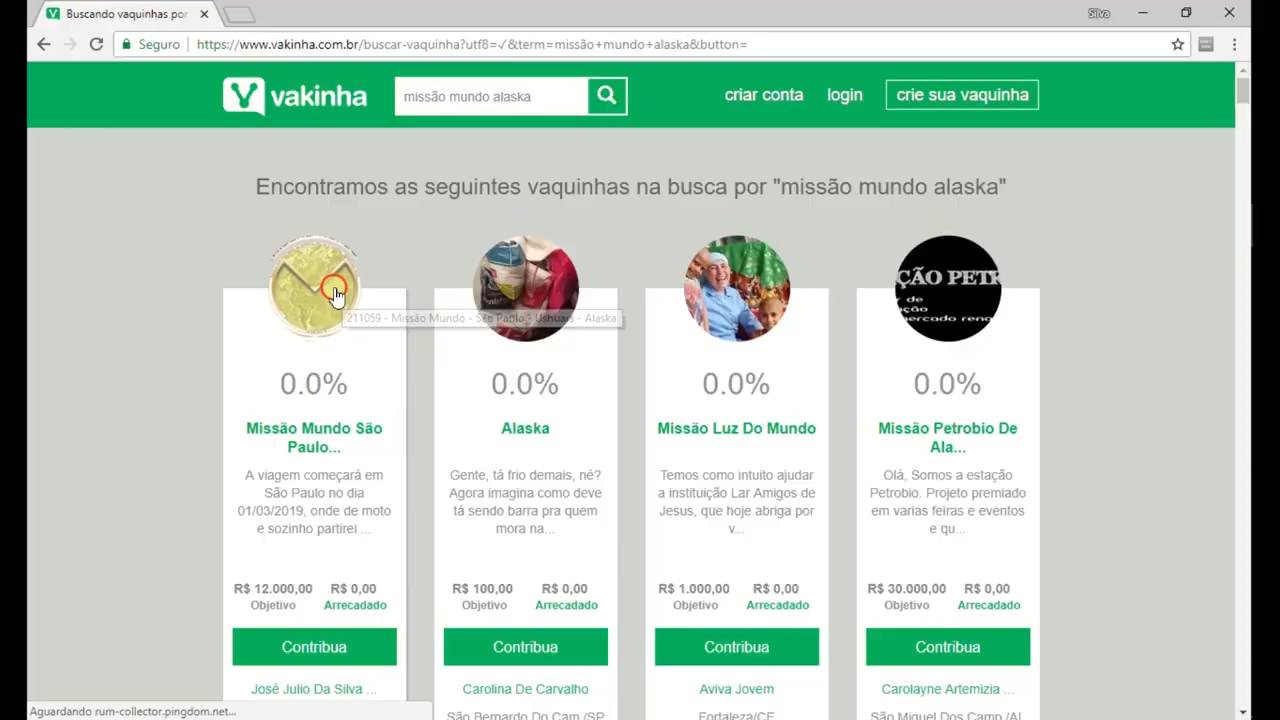 Buscando vaquinhas por
Silva
Seguro
https://www.vakinha.com.br/buscar-vaquinha?utf8=✓&term=missão+mundo+alaska&button=
vakinha
missão mundo alaska
criar conta
login
crie sua vaquinha
Encontramos as seguintes vaquinhas na busca por "missão mundo alaska"
211059 - Missão Mundo - São Paulo - Ushuaia - Alaska
0.0%
Missão Mundo São
Paulo...
A viagem começará em
São Paulo no dia
01/03/2019, onde de moto
e sozinho partirei ...
R$ 12.000,00 R$ 0,00
Objetivo Arrecadado
Contribua
José Julio Da Silva ...
0.0%
Alaska
Gente, tá frio demais, né?
Agora imagina como deve
tá sendo barra pra quem
mora na...
R$ 100,00 R$ 0,00
Objetivo Arrecadado
Contribua
Carolina De Carvalho
São Bernardo Do Cam /SP
0.0%
Missão Luz Do Mundo
Temos como intuito ajudar
a instituição Lar Amigos de
Jesus, que hoje abriga por
v...
R$ 1.000,00 R$ 0,00
Objetivo Arrecadado
Contribua
Aviva Jovem
Fortaleza/CE
ÇÃO PETR
de
ção
mercado reno
0.0%
Missão Petrobio De
Ala...
Olá, Somos a estação
Petrobio. Projeto premiado
em varias feiras e eventos
e qu...
R$ 30.000,00 R$ 0,00
Objetivo Arrecadado
Contribua
Carolayne Artemizia ...
São Miguel Dos Camp /AL
Aguardando rum-collector.pingdom.net...